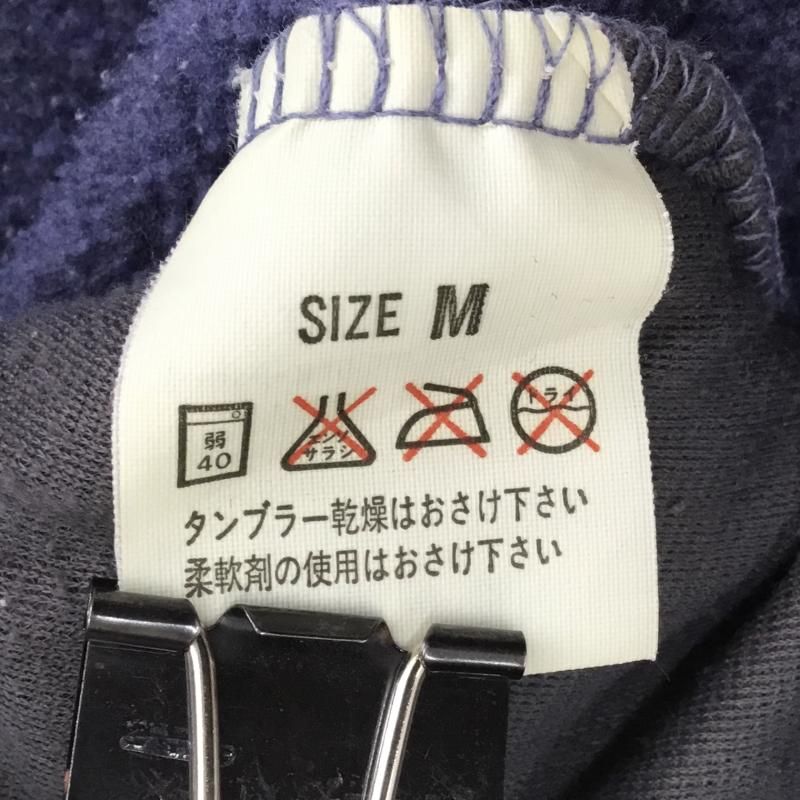 SIZE M
弱
40
エンソ
サラシ
ドライ
タンブラー乾燥はおさけ下さい
柔軟剤の使用はおさけ下さい